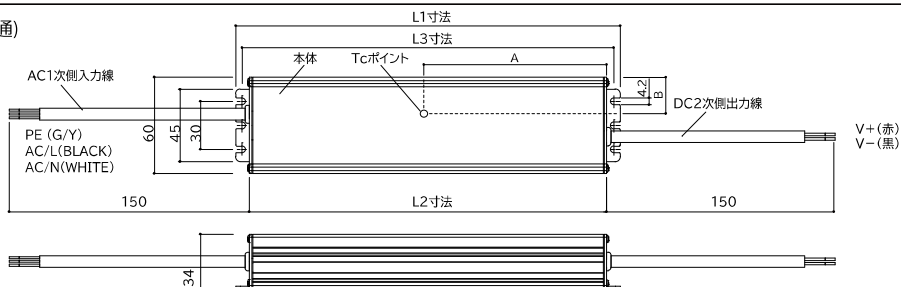 通)
L1寸法
L3寸法
本体
Tcポイント
A
AC1次側入力線
4.2
B
DC2次側出力線
60
45
30
PE (G/Y)
AC/L(BLACK)
AC/N(WHITE)
V+(赤)
V-(黒)
150
L2寸法
150
34